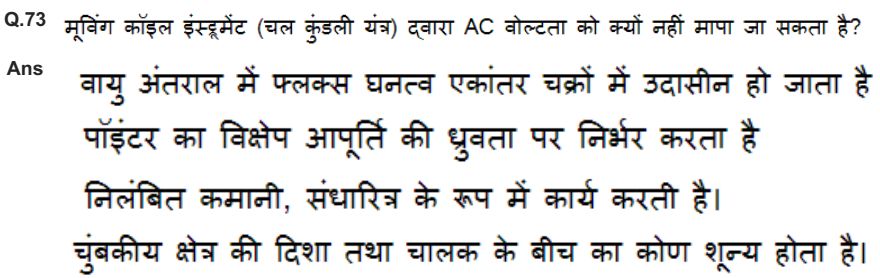 Q.73 मूविंग कॉइल इंस्ट्रूमेंट (चल कुंडली यंत्र) द्वारा AC वोल्टता को क्यों नहीं मापा जा सकता है?
Ans वायु अंतराल में फ्लक्स घनत्व एकांतर चक्रों में उदासीन हो जाता है
पॉइंटर का विक्षेप आपूर्ति की ध्रुवता पर निर्भर करता है
निलंबित कमानी, संधारित्र के रूप में कार्य करती है।
चुंबकीय क्षेत्र की दिशा तथा चालक के बीच का कोण शून्य होता है।